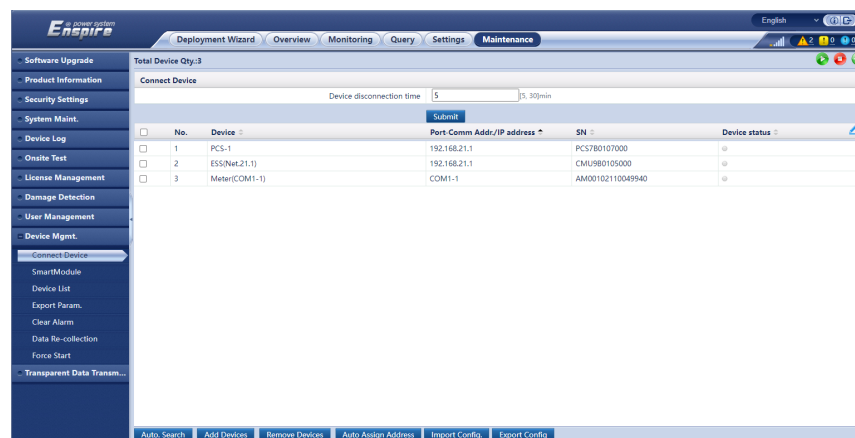 power system
Enspire
English
Deployment Wizard Overview Monitoring Query Settings Maintenance
2 0 0
Software Upgrade
Product Information
Security Settings
System Maint.
Device Log
Onsite Test
License Management
Damage Detection
User Management
Device Mgmt.
Connect Device
SmartModule
Device List
Export Param.
Clear Alarm
Data Re-collection
Force Start
Transparent Data Transm...
Total Device Qty.:3
Connect Device
Device disconnection time 5 [5, 30]min
Submit
No. Device Port-Comm Addr./IP address SN Device status
1 PCS-1 192.168.21.1 PCS7B0107000
2 ESS(Net.21.1) 192.168.21.1 CMU9B0105000
3 Meter(COM1-1) COM1-1 AM00102110049940
Auto. Search Add Devices Remove Devices Auto Assign Address Import Config. Export Config